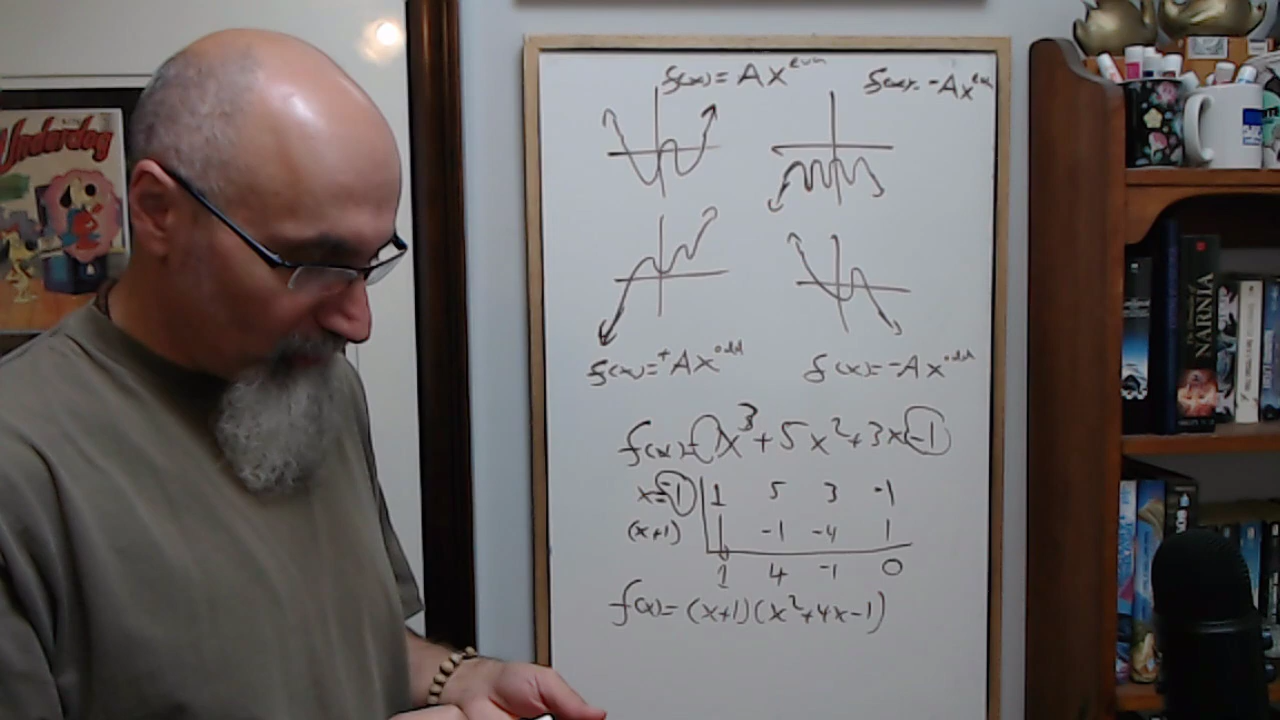 Underdog
f(x) = Ax^even f(x) = -Ax^even
f(x) = +Ax^odd f(x) = -Ax^odd
f(x) = x^3 + 5x^2 + 3x - 1
x = -1 | 1 5 3 -1
(x+1) -1 -4 1
1 4 -1 0
f(x) = (x+1)(x^2+4x-1)
NARNIA